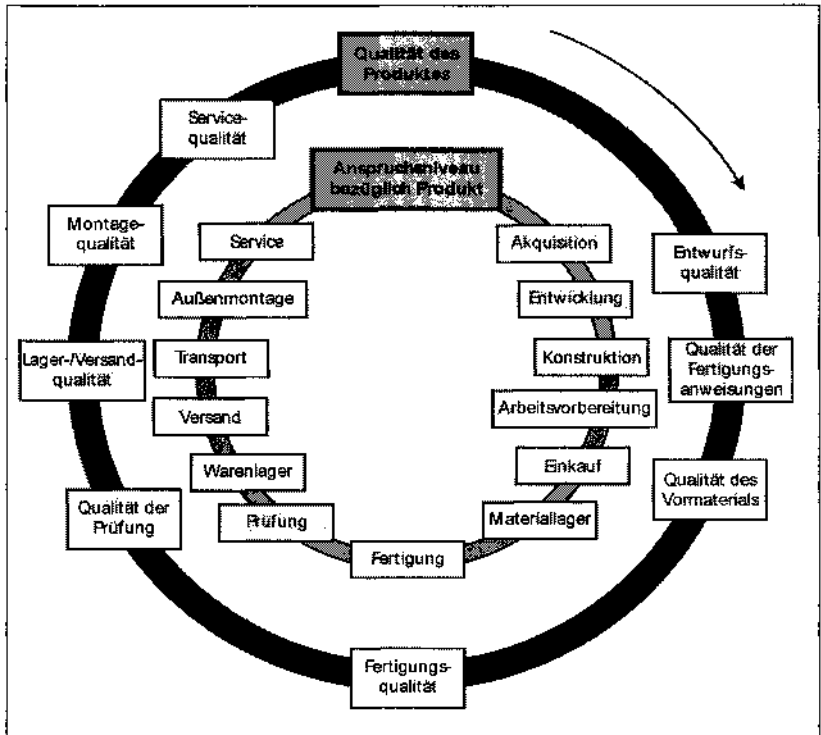 Qualität des
Produktes
Service-
qualität
Anspruchsniveau
bezüglich Produkt
Montage-
qualität
Service
Akquisition
Entwurfs-
qualität
Außenmontage
Entwicklung
Lager-/Versand-
qualität
Transport
Konstruktion
Qualität der
Fertigungs-
anweisungen
Versand
Arbeitsvorbereitung
Warenlager
Einkauf
Qualität des
Vormaterials
Qualität der
Prüfung
Prüfung
Materiallager
Fertigung
Fertigungs-
qualität